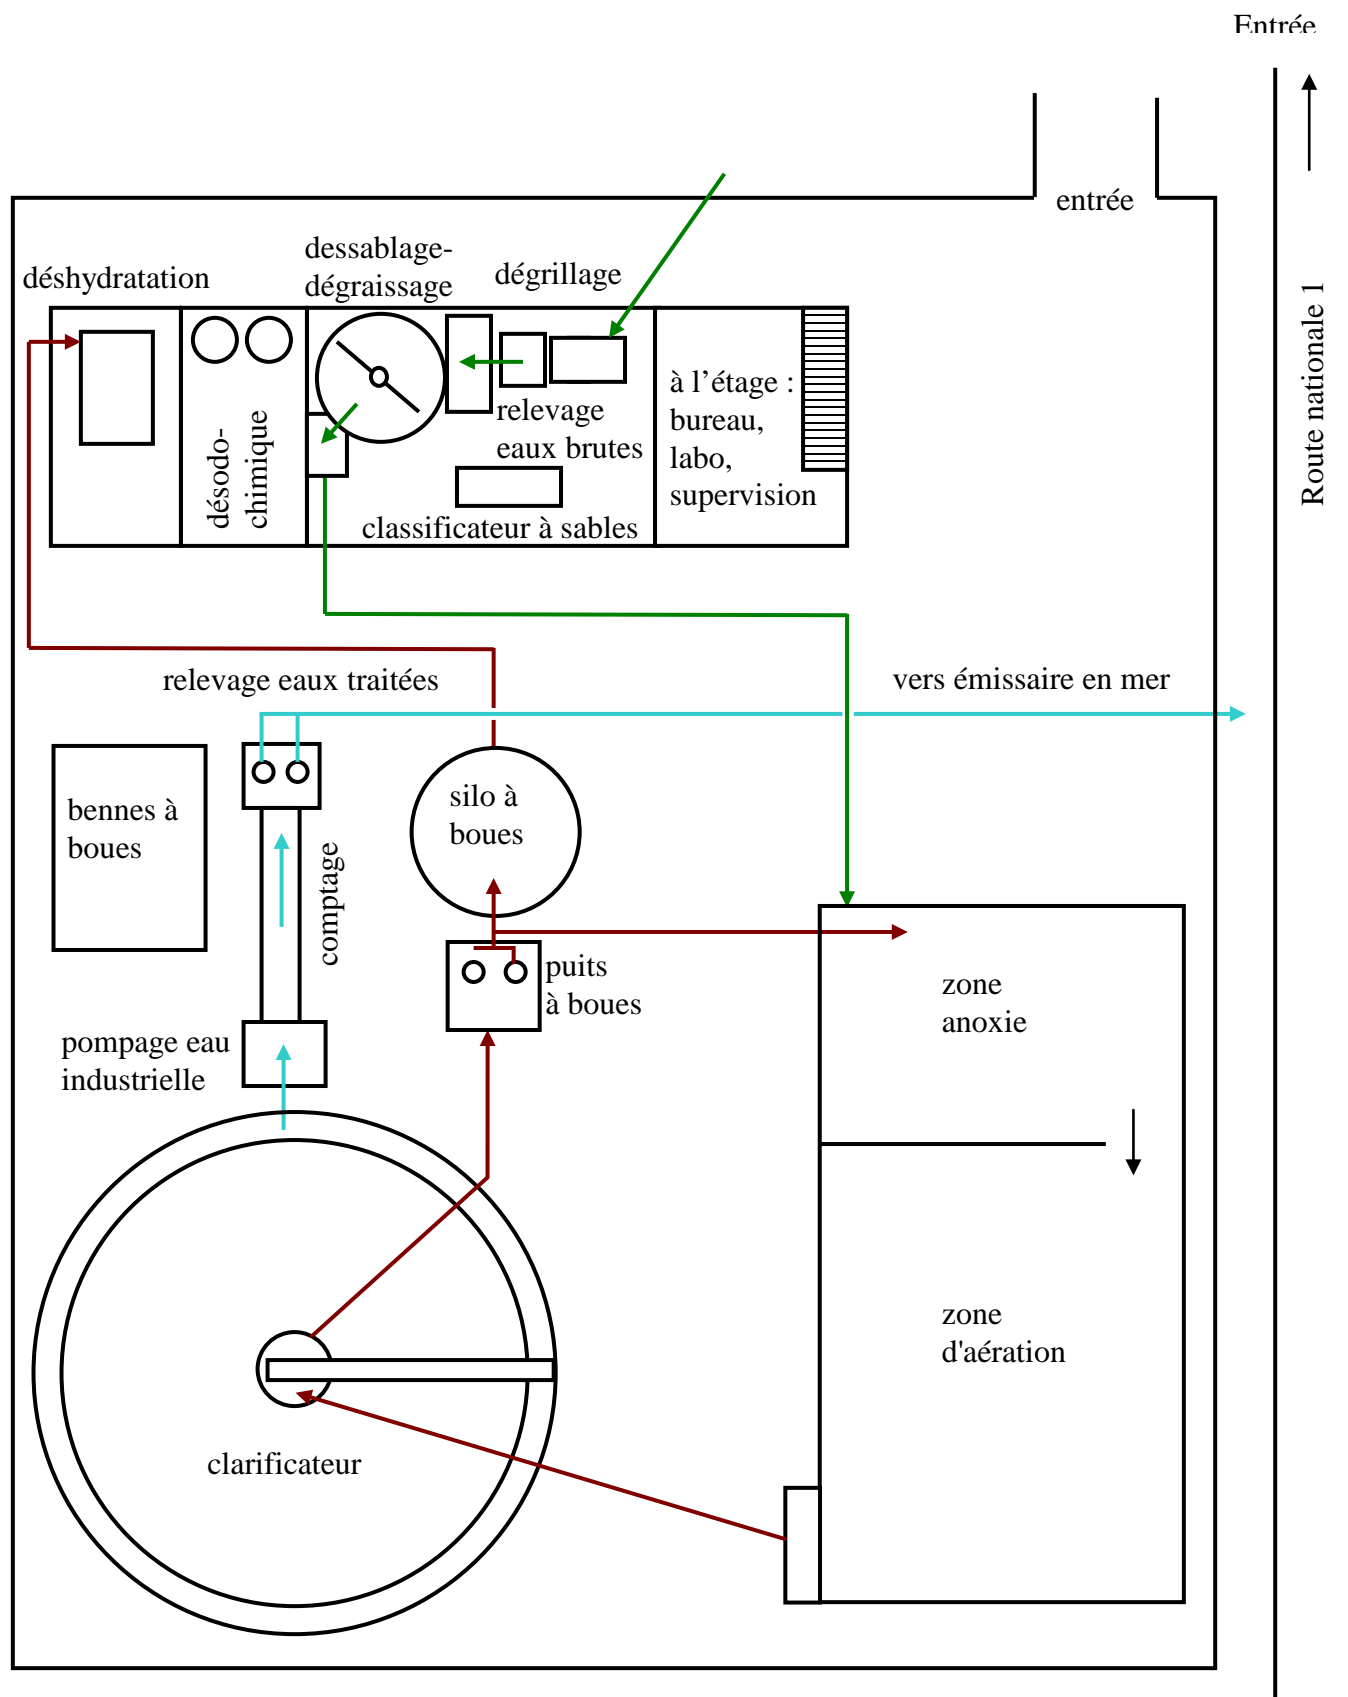 Entrée
entrée
Route nationale 1
dessablage-
dégraissage
dégrillage
déshydratation
à l’étage :
bureau,
labo,
supervision
relevage
eaux brutes
désodo-
chimique
classificateur à sables
relevage eaux traitées
vers émissaire en mer
bennes à
boues
silo à
boues
comptage
puits
à boues
zone
anoxie
pompage eau
industrielle
zone
d'aération
clarificateur